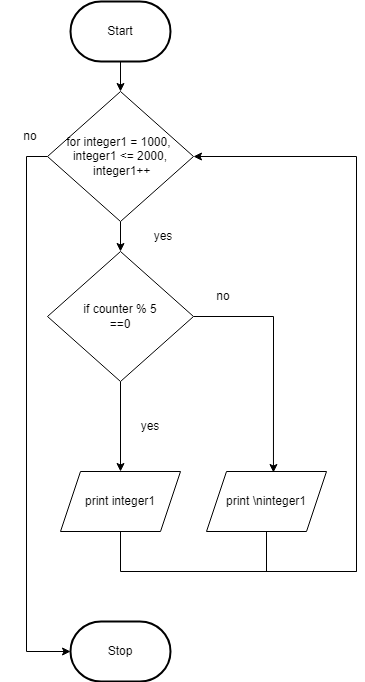 Start
no
for integer1 = 1000,
integer1 <= 2000,
integer1++
yes
if counter % 5
==0
no
yes
print integer1
print \ninteger1
Stop